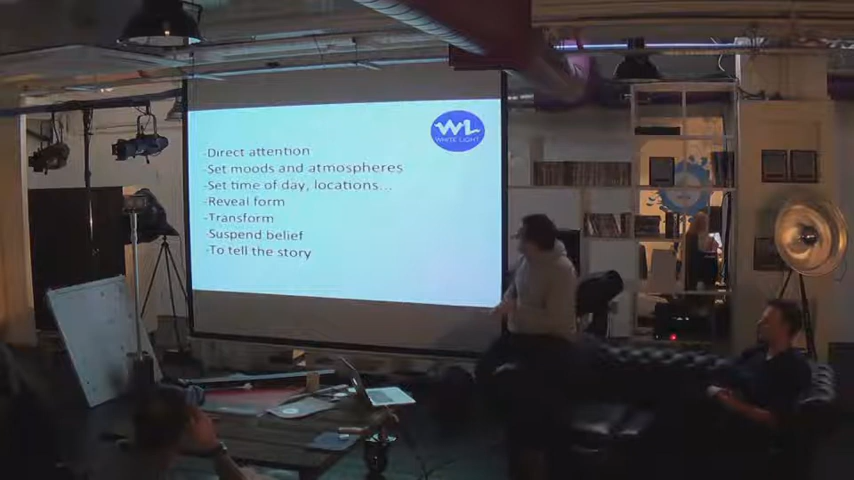 WL
WHITE LIGHT
-Direct attention
-Set moods and atmospheres
-Set time of day, locations...
-Reveal form
-Transform
-Suspend belief
-To tell the story